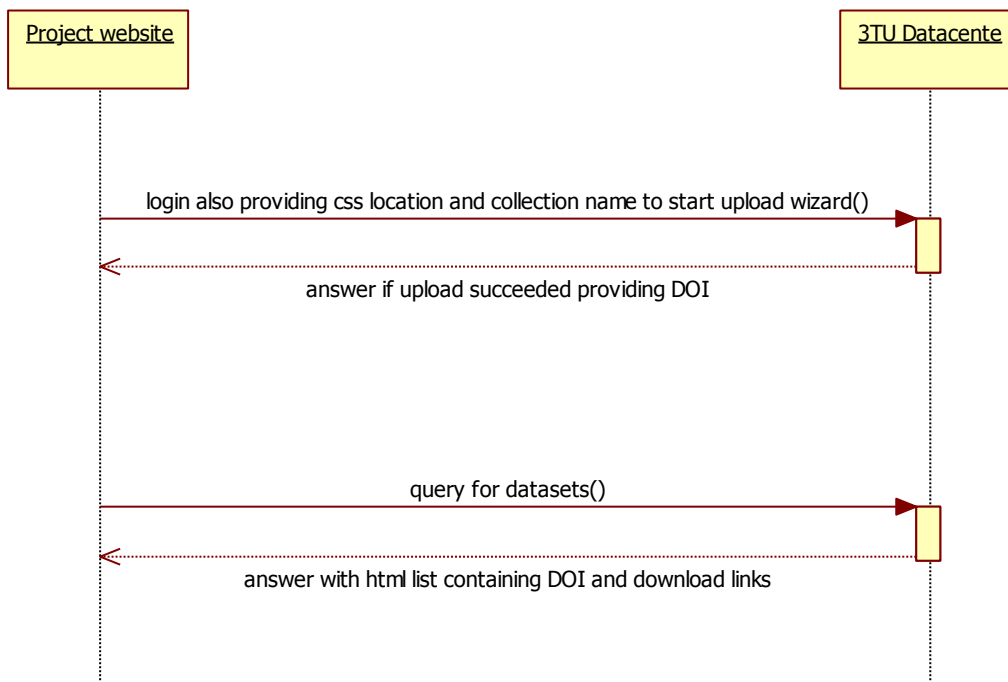 Project website
3TU Datacente
login also providing css location and collection name to start upload wizard()
answer if upload succeeded providing DOI
query for datasets()
answer with html list containing DOI and download links